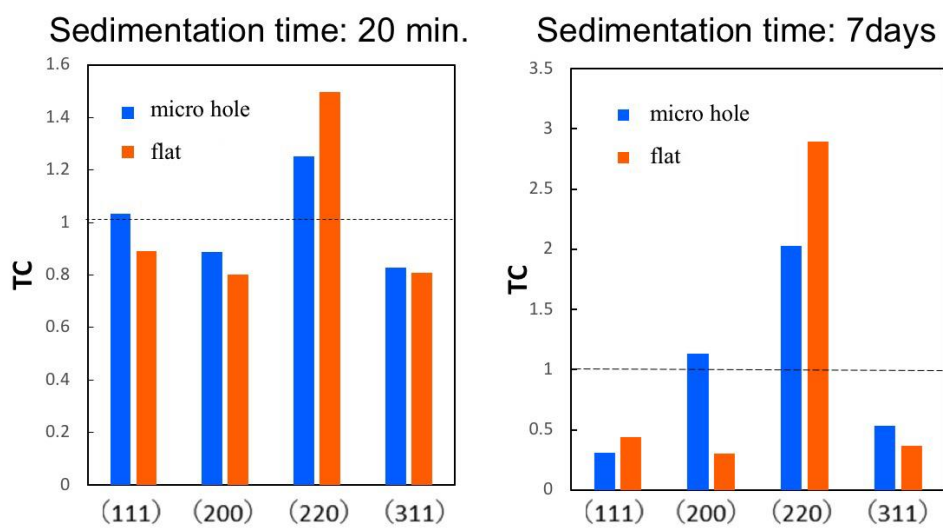 Sedimentation time: 20 min.
1.6
1.4
1.2
1
0.8
0.6
0.4
0.2
0
TC
micro hole
flat
(111) (200) (220) (311)
Sedimentation time: 7days
3.5
3
2.5
2
1.5
1
0.5
0
TC
micro hole
flat
(111) (200) (220) (311)